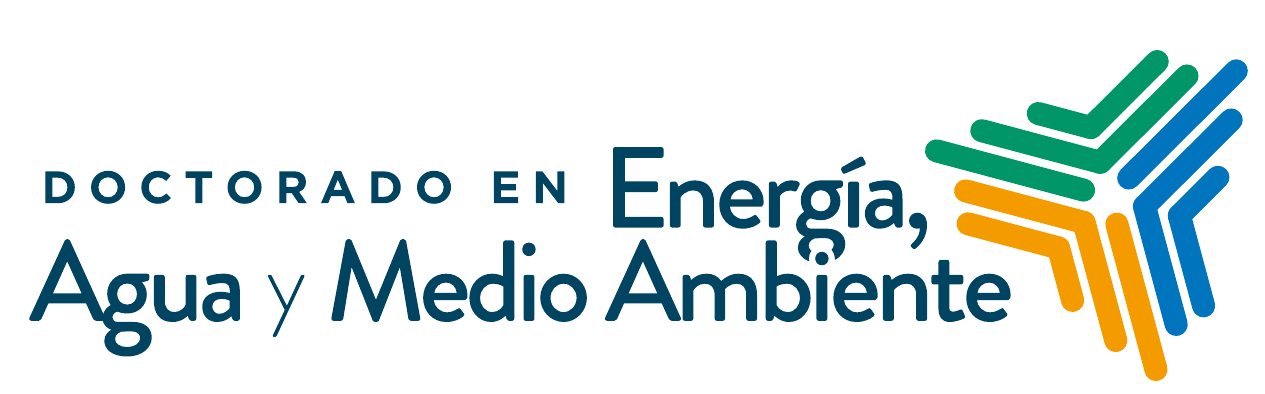 DOCTORADO EN Energía,
Agua y Medio Ambiente